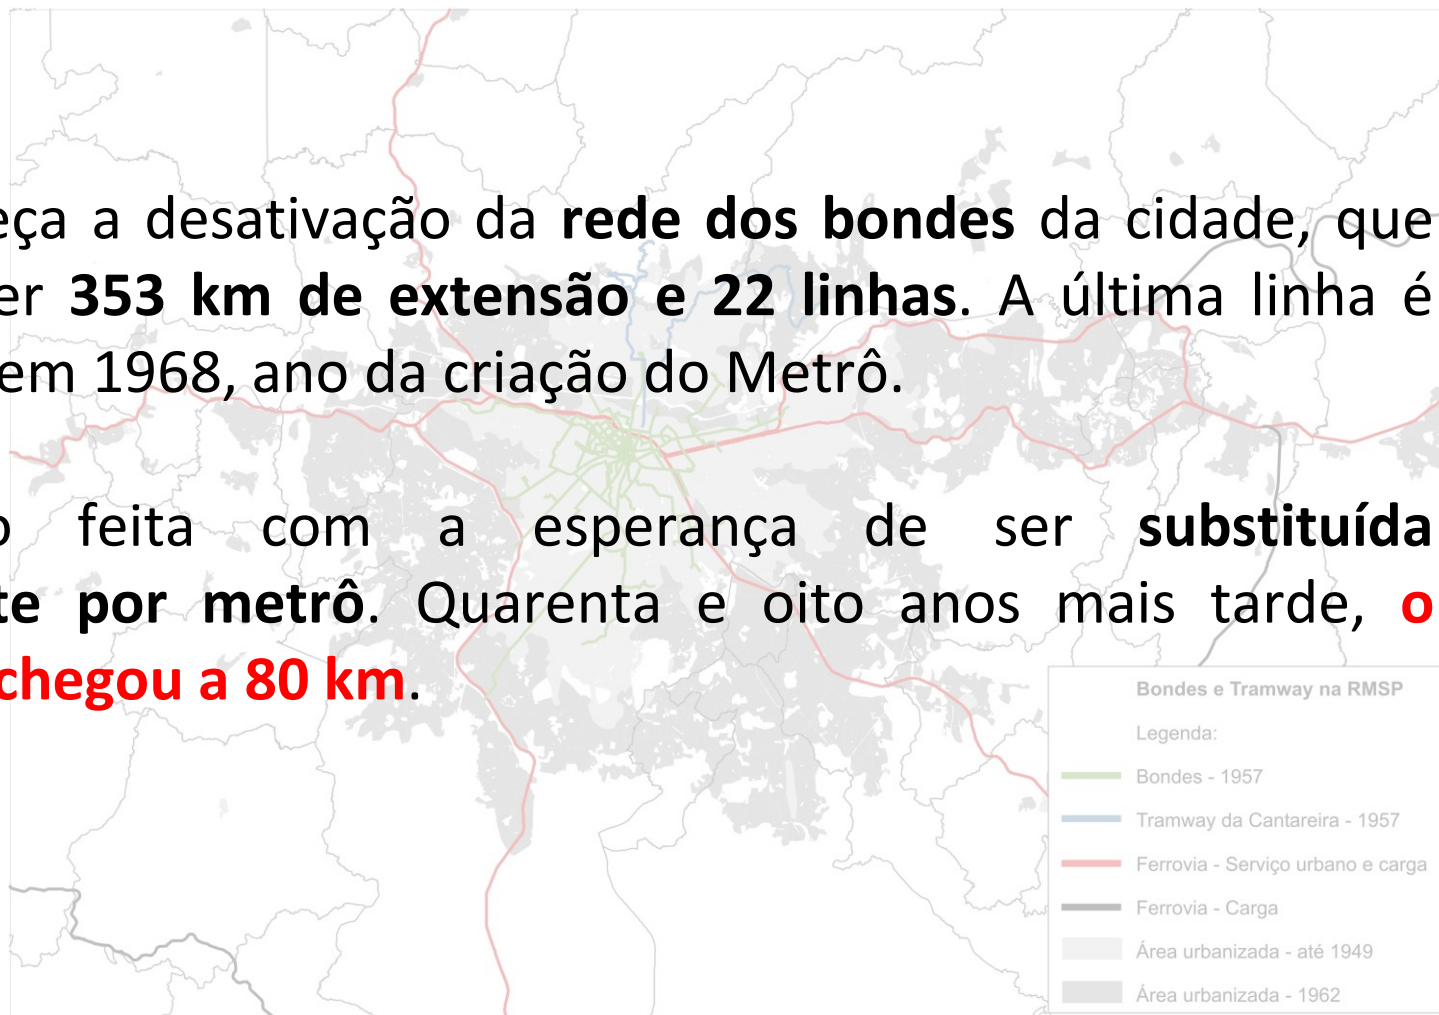 eça a desativação da rede dos bondes da cidade, que
er 353 km de extensão e 22 linhas. A última linha é
em 1968, ano da criação do Metrô.
o feita com a esperança de ser substituída
te por metrô. Quarenta e oito anos mais tarde, o
chegou a 80 km.
Bondes e Tramway na RMSP
Legenda:
Bondes - 1957
Tramway da Cantareira - 1957
Ferrovia - Serviço urbano e carga
Ferrovia - Carga
Área urbanizada - até 1949
Área urbanizada - 1962